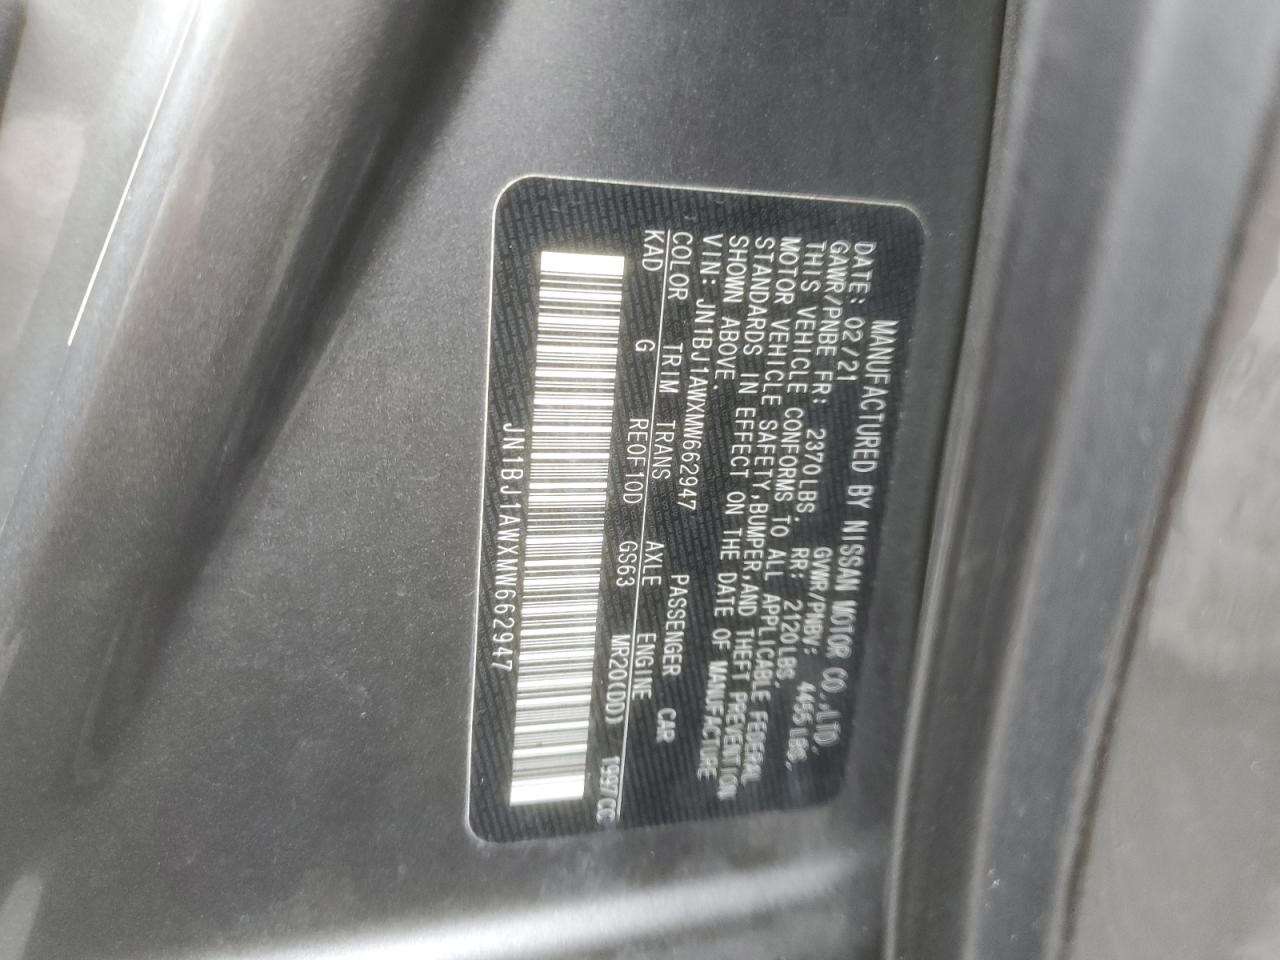 MANUFACTURED BY NISSAN MOTOR CO.,LTD.
DATE: 02/21 GVWR/PNBV: 4455LBS.
GAWR/PNBE FR: 2370LBS. RR: 2120LBS.
THIS VEHICLE CONFORMS TO ALL APPLICABLE FEDERAL
MOTOR VEHICLE SAFETY,BUMPER,AND THEFT PREVENTION
STANDARDS IN EFFECT ON THE DATE OF MANUFACTURE
SHOWN ABOVE.
VIN: JN1BJ1AWXMW662947 PASSENGER CAR
COLOR TRIM TRANS AXLE ENGINE
KAD G RE0F10D GS63 MR20(DD) 1997CC
JN1BJ1AWXMW662947